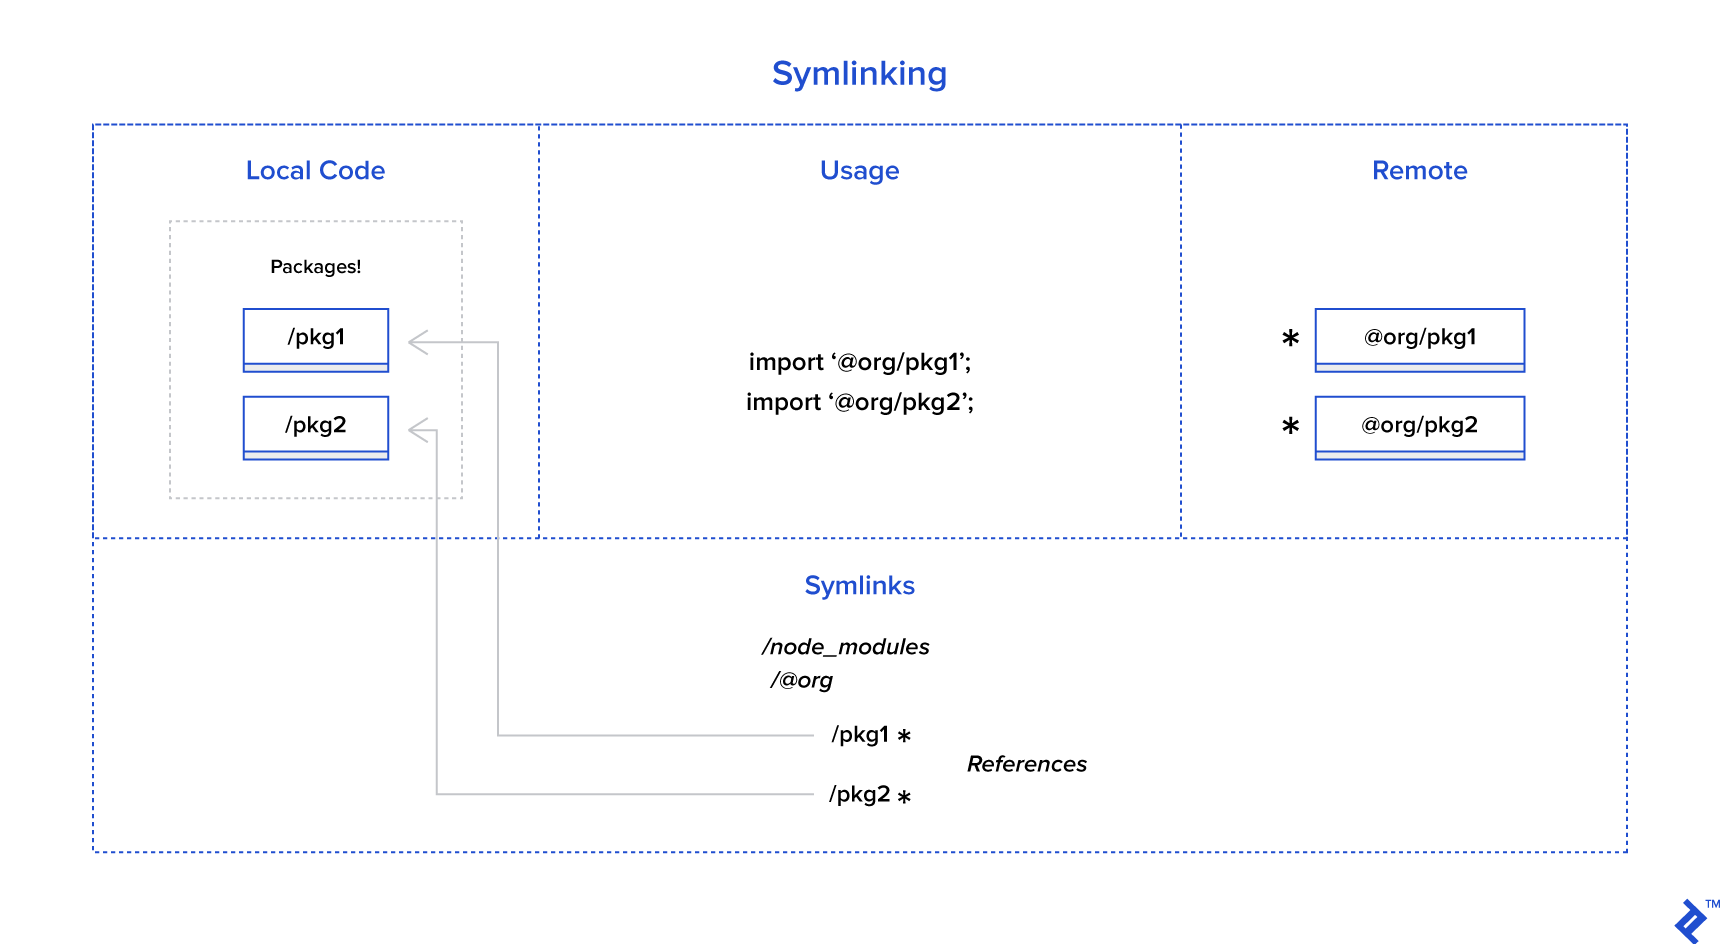 Symlinking
Local Code
Usage
Remote
Packages!
/pkg1
/pkg2
import ‘@org/pkg1’;
import ‘@org/pkg2’;
* @org/pkg1
* @org/pkg2
Symlinks
/node_modules
/@org
/pkg1 *
/pkg2 *
References
TM